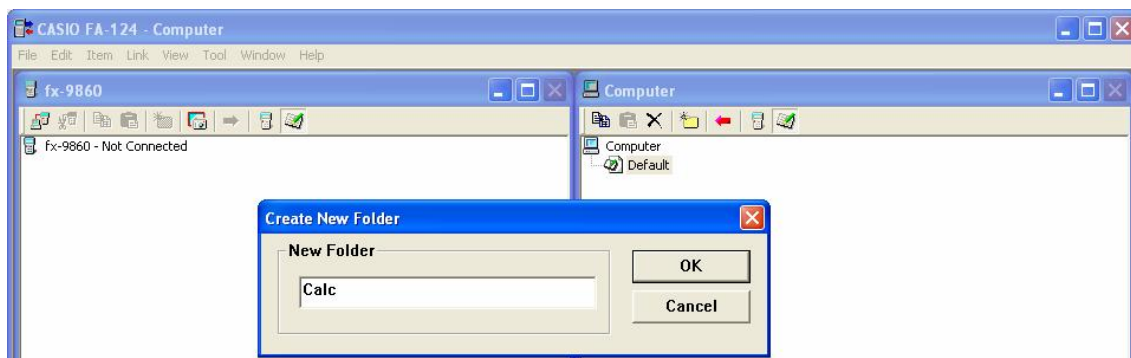 CASIO FA-124 - Computer
File Edit Item Link View Tool Window Help
fx-9860
fx-9860 - Not Connected
Computer
Computer
Default
Create New Folder
New Folder
Calc
OK
Cancel